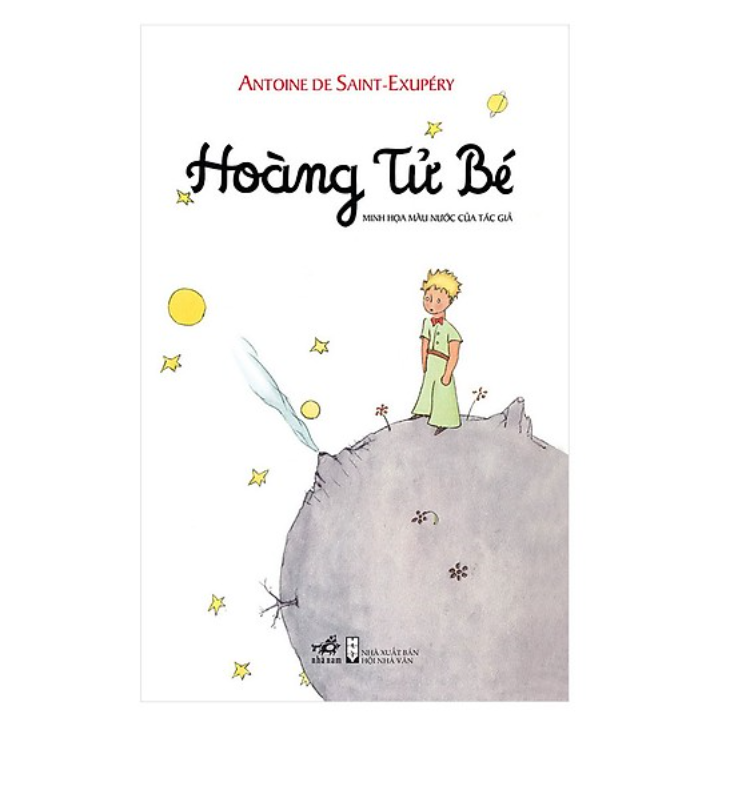 ANTOINE DE SAINT-EXUPÉRY
Hoàng Tử Bé
MINH HỌA MÀU NƯỚC CỦA TÁC GIẢ
nhã nam
NHÀ XUẤT BẢN
HỘI NHÀ VĂN